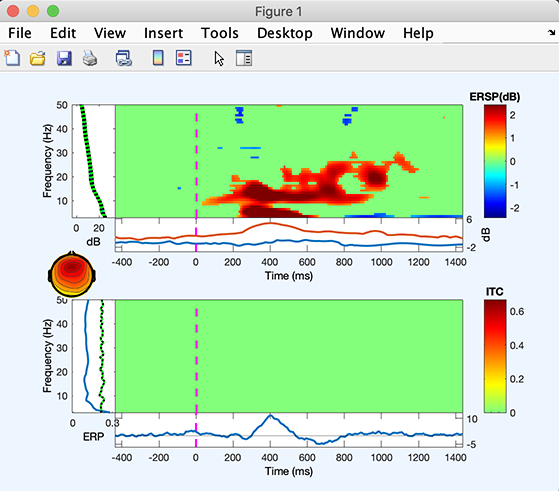 Figure 1
File Edit View Insert Tools Desktop Window Help
ERSP(dB)
50
40
30
20
10
Frequency (Hz)
2
1
0
-1
-2
0 20
dB
6
-2
dB
-400 -200 0 200 400 600 800 1000 1200 1400
Time (ms)
ITC
50
40
30
20
10
Frequency (Hz)
0.6
0.4
0.2
0
0 0.3
ERP
10
-5
-400 -200 0 200 400 600 800 1000 1200 1400
Time (ms)